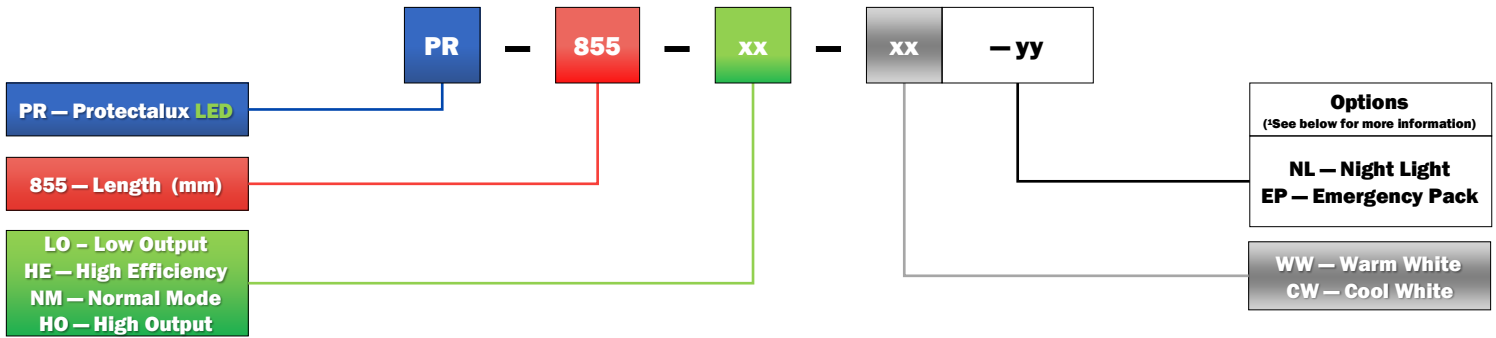 PR – 855 – xx – xx – yy
PR — Protectalux LED
855 — Length (mm)
LO – Low Output
HE — High Efficiency
NM — Normal Mode
HO — High Output
Options
(¹See below for more information)
NL — Night Light
EP — Emergency Pack
WW — Warm White
CW — Cool White